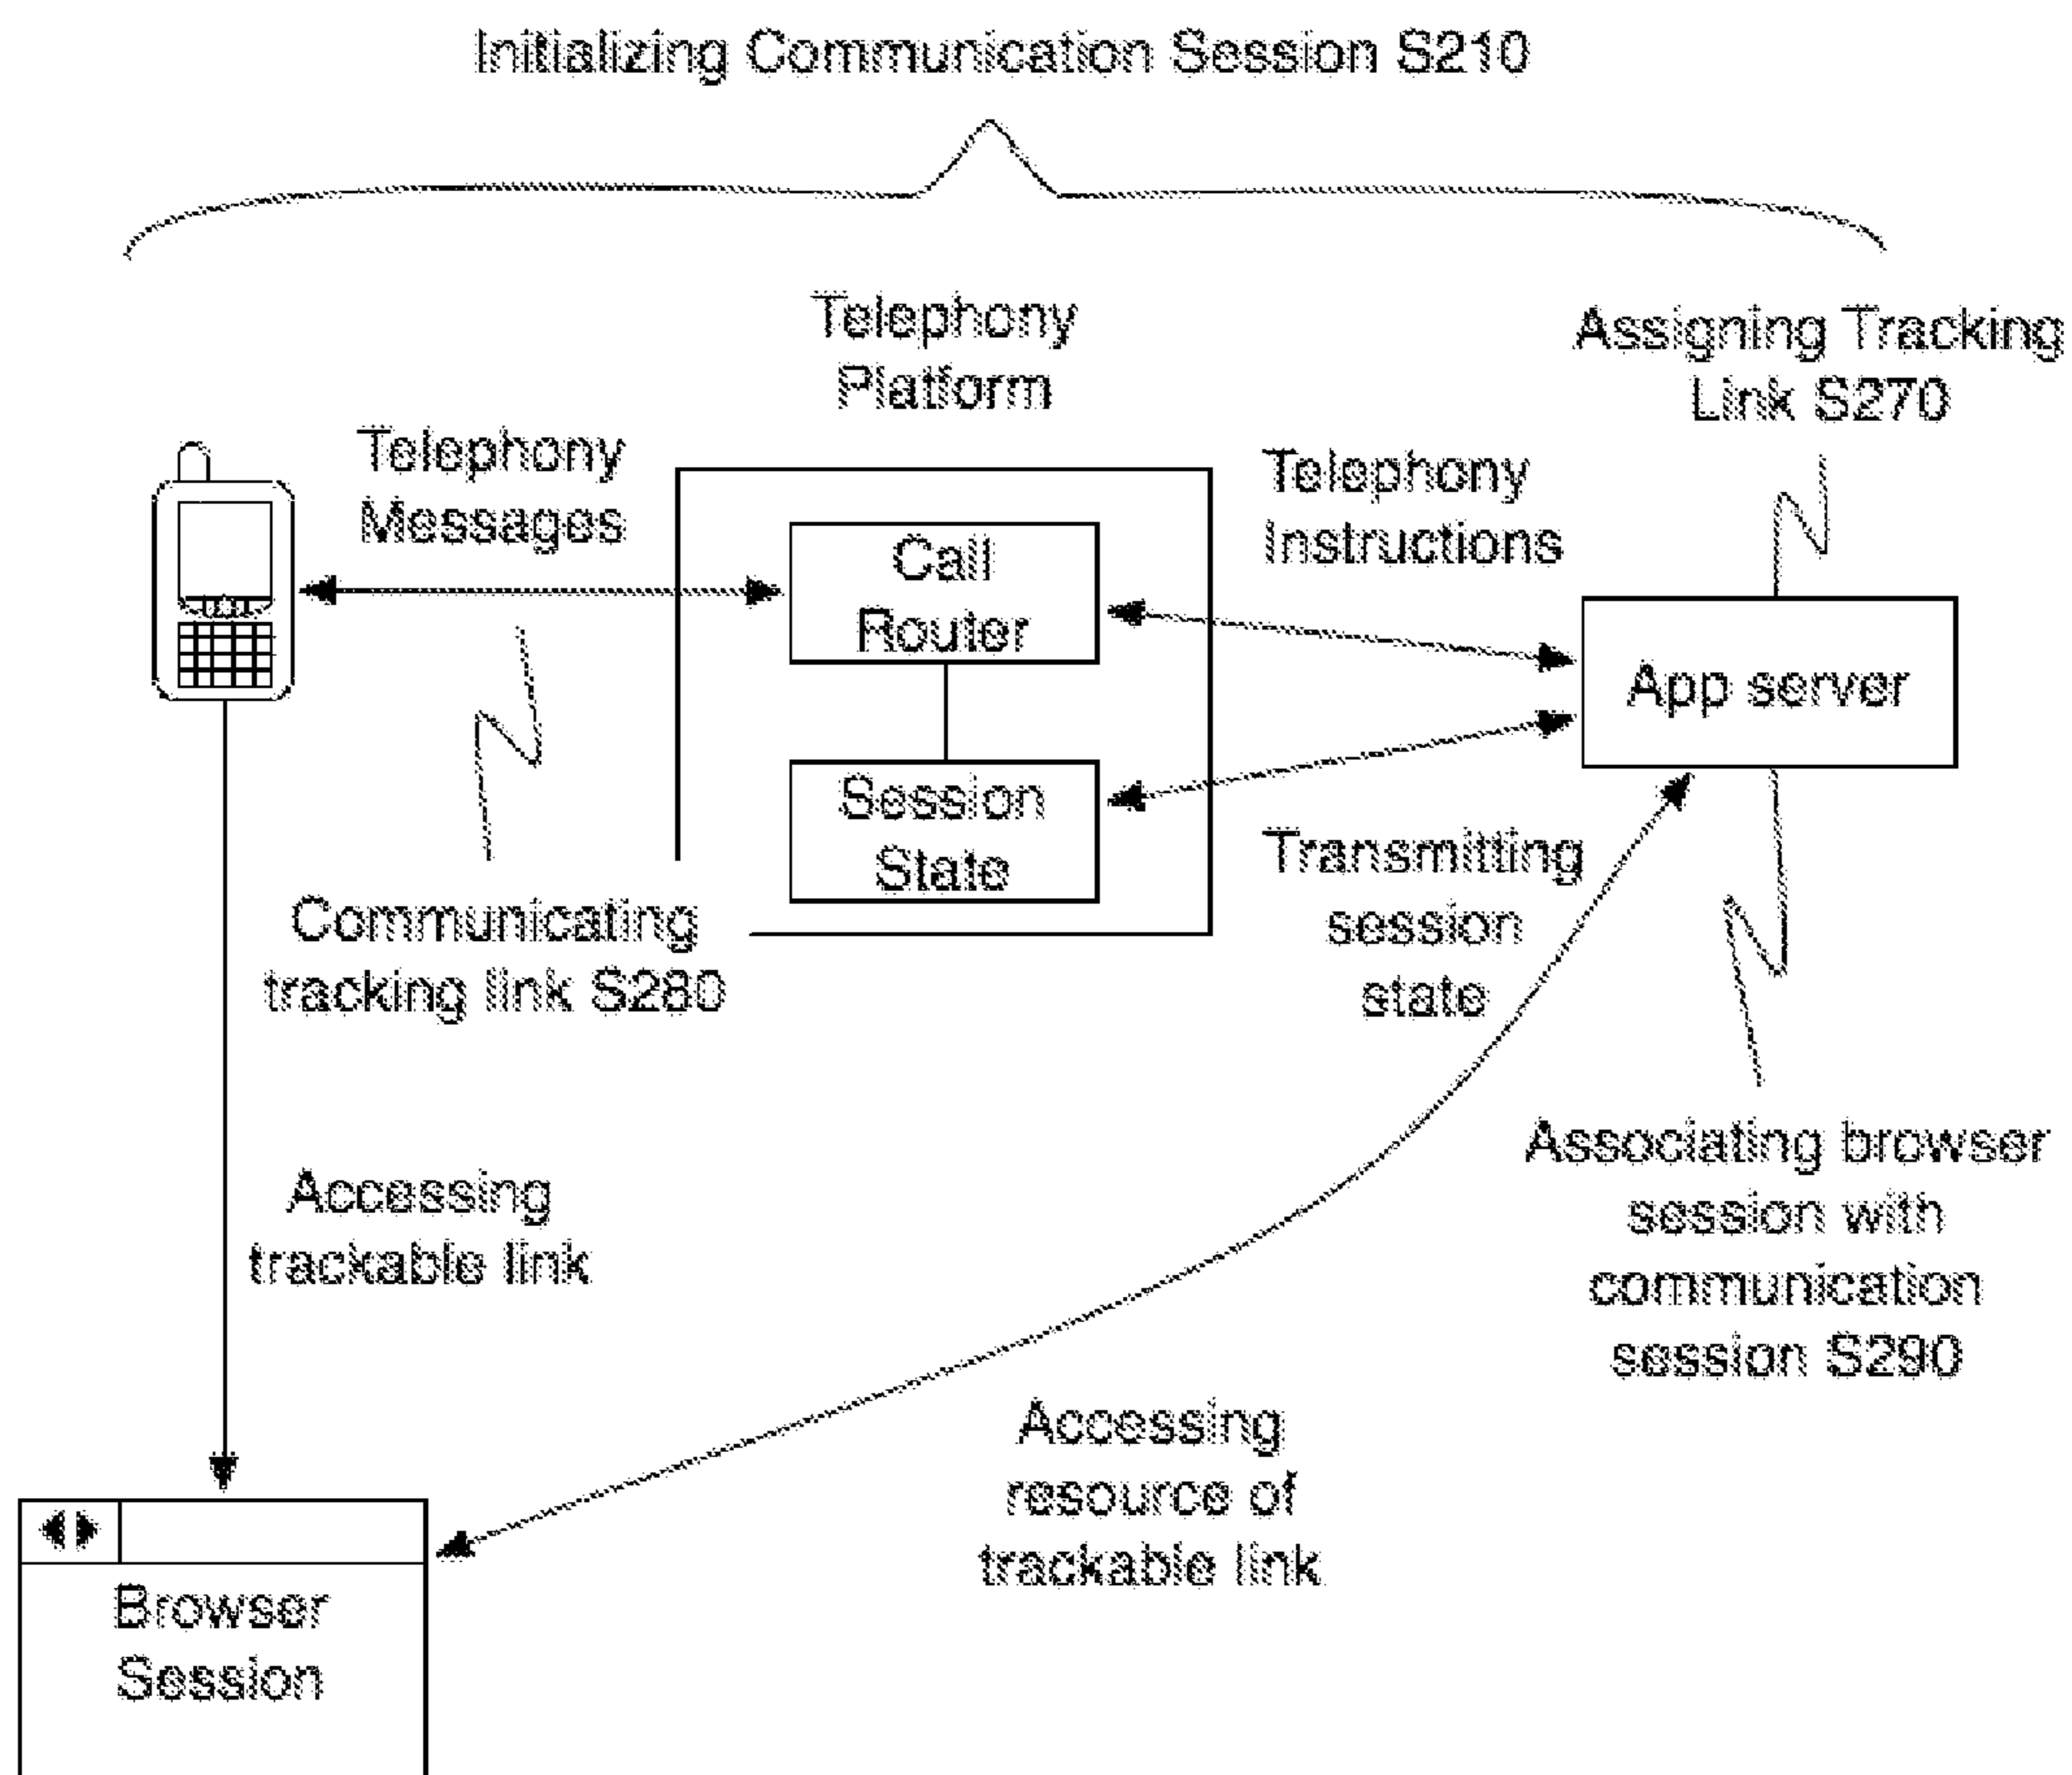 Initializing Communication Session S210
Telephony
Platform
Assigning Tracking
Link S270
Telephony
Messages
Telephony
Instructions
Call
Router
App server
Session
State
Transmitting
session
state
Communicating
tracking link S280
Accessing
trackable link
Associating browser
session with
communication
session S290
Accessing
resource of
trackable link
Browser
Session